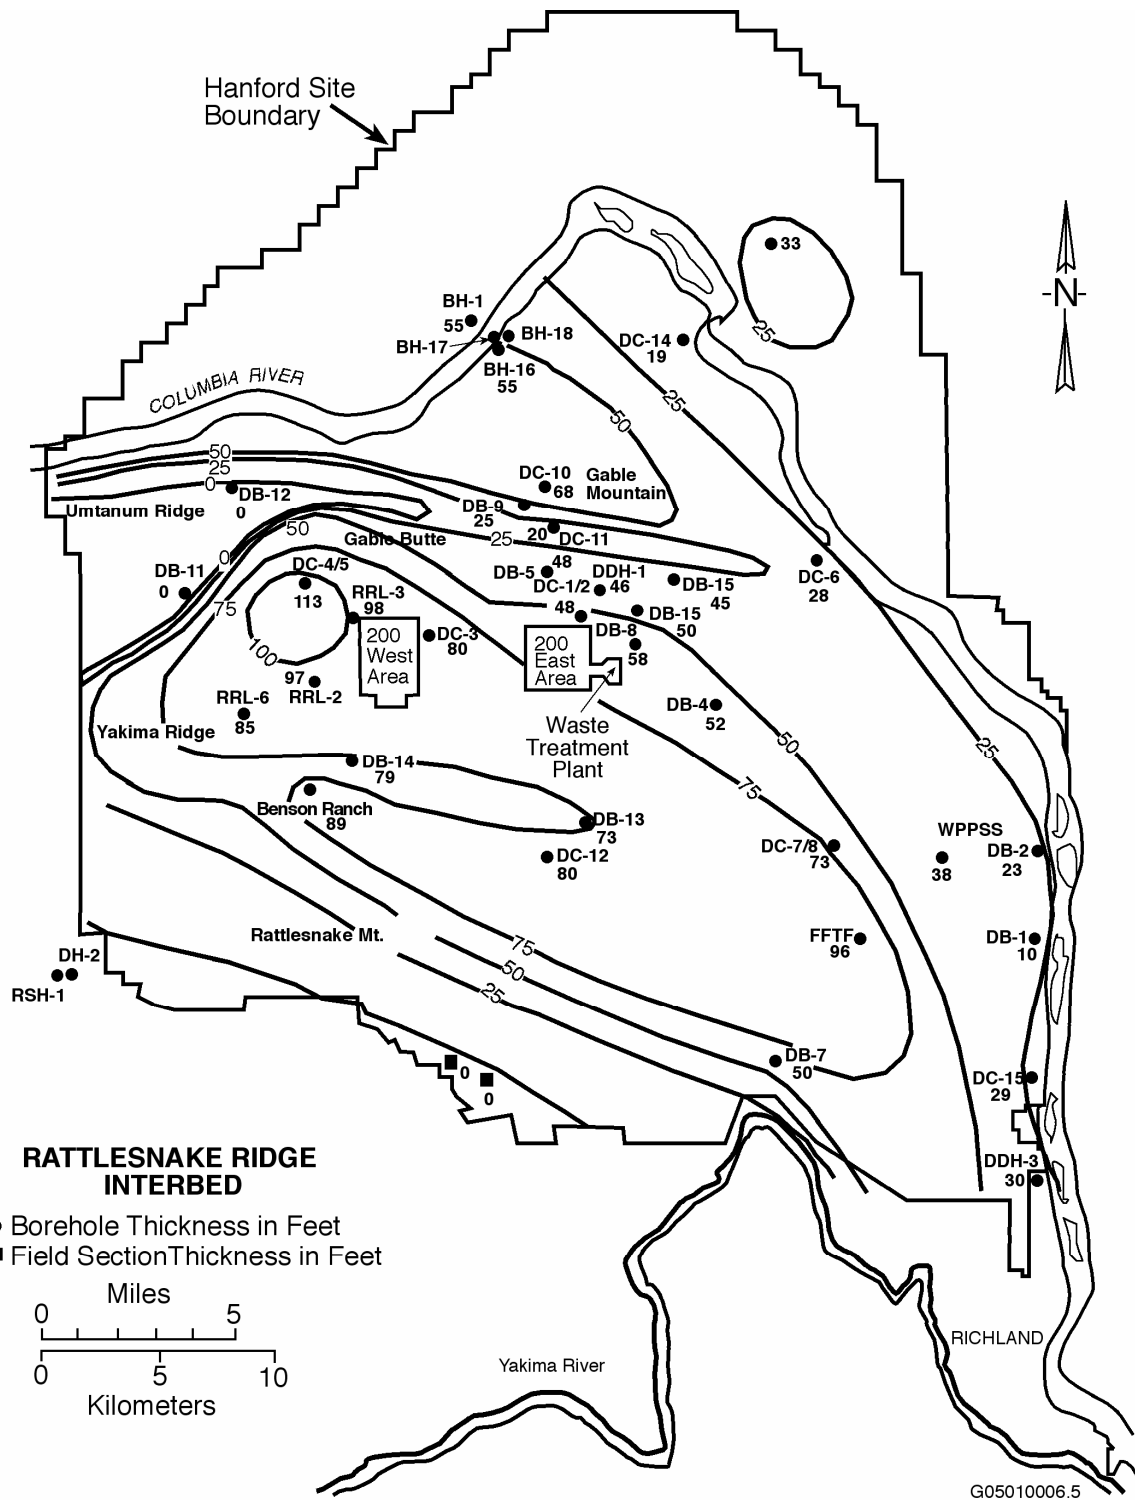 Hanford Site
Boundary
33
25
BH-1
55
BH-17
BH-18
BH-16
55
DC-14
19
COLUMBIA RIVER
25
50
N
50
25
0
DB-12
0
Umtanum Ridge
DC-10
68
Gable
Mountain
DB-9
25
20
DC-11
25
Gable Butte
50
0
DB-11
0
DC-4/5
113
RRL-3
98
48
DB-5
DC-1/2
48
DDH-1
46
DB-15
45
DC-6
28
75
100
200
West
Area
DC-3
80
200
East
Area
DB-15
50
DB-8
58
97
RRL-2
RRL-6
85
DB-4
52
Yakima Ridge
Waste
Treatment
Plant
50
25
75
DB-14
79
Benson Ranch
89
DB-13
73
DC-12
80
DC-7/8
73
WPPSS
38
DB-2
23
Rattlesnake Mt.
FFTF
96
DB-1
10
75
50
25
DH-2
RSH-1
DB-7
50
DC-15
29
0
0
DDH-3
30
RATTLESNAKE RIDGE
INTERBED
Borehole Thickness in Feet
Field SectionThickness in Feet
Miles
0 5
0 5 10
Kilometers
Yakima River
RICHLAND
G05010006.5